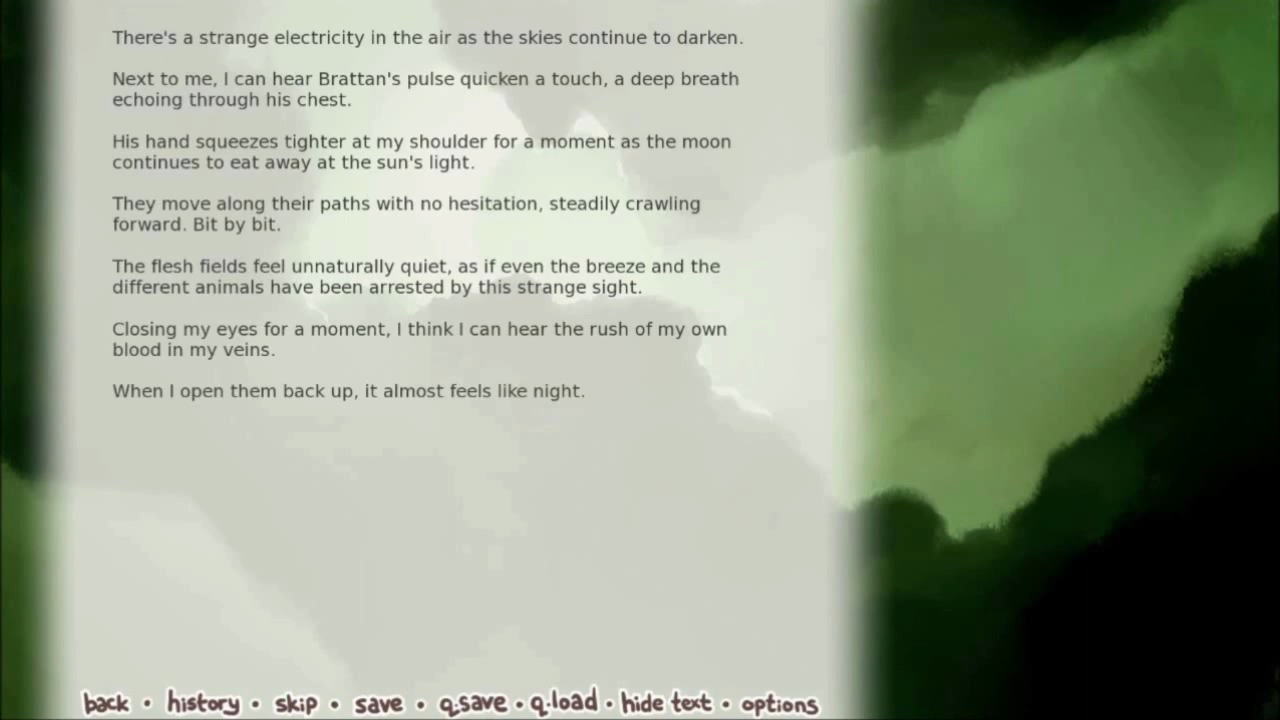 There's a strange electricity in the air as the skies continue to darken.
Next to me, I can hear Brattan's pulse quicken a touch, a deep breath
echoing through his chest.
His hand squeezes tighter at my shoulder for a moment as the moon
continues to eat away at the sun's light.
They move along their paths with no hesitation, steadily crawling
forward. Bit by bit.
The flesh fields feel unnaturally quiet, as if even the breeze and the
different animals have been arrested by this strange sight.
Closing my eyes for a moment, I think I can hear the rush of my own
blood in my veins.
When I open them back up, it almost feels like night.
back • history • skip • save • q.save • q.load • hide text • options